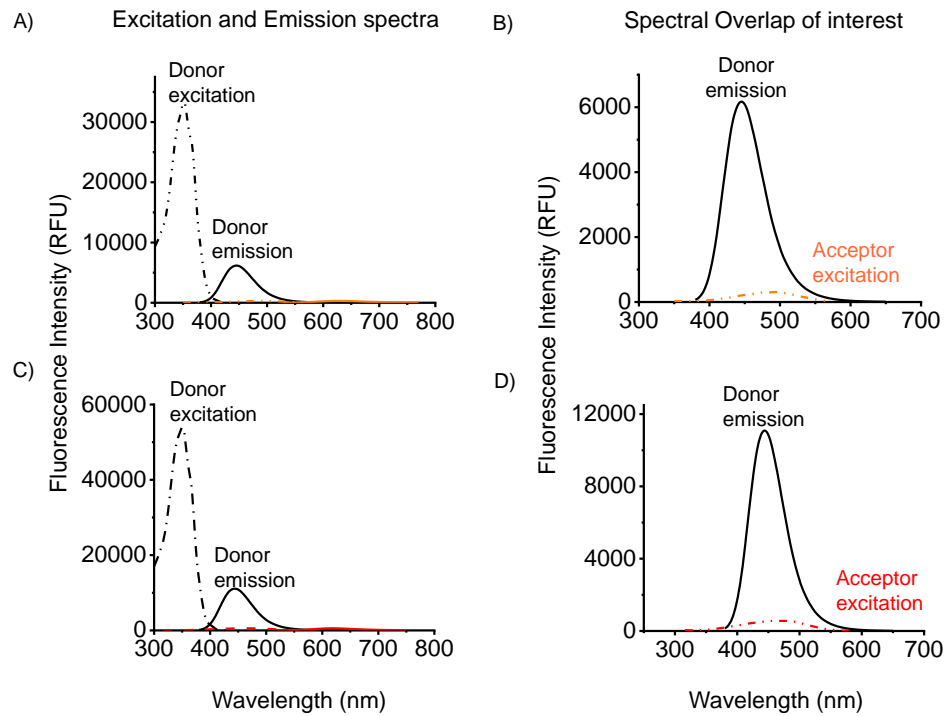 A)
Excitation and Emission spectra
Donor
excitation
Donor
emission
30000
20000
10000
0
300 400 500 600 700 800
B)
Spectral Overlap of interest
Donor
emission
Acceptor
excitation
6000
4000
2000
0
300 400 500 600 700
Fluorescence Intensity (RFU)
Fluorescence Intensity (RFU)
C)
Donor
excitation
Donor
emission
60000
40000
20000
0
300 400 500 600 700 800
Wavelength (nm)
D)
Donor
emission
Acceptor
excitation
12000
8000
4000
0
300 400 500 600 700
Wavelength (nm)